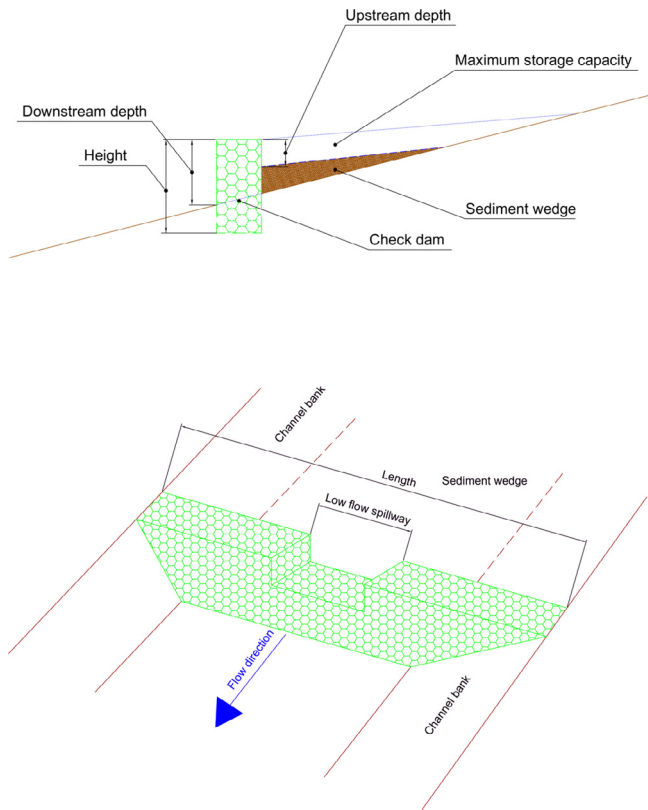 Upstream depth
Maximum storage capacity
Downstream depth
Height
Sediment wedge
Check dam
Channel bank
Length
Sediment wedge
Low flow spillway
Flow direction
Channel bank